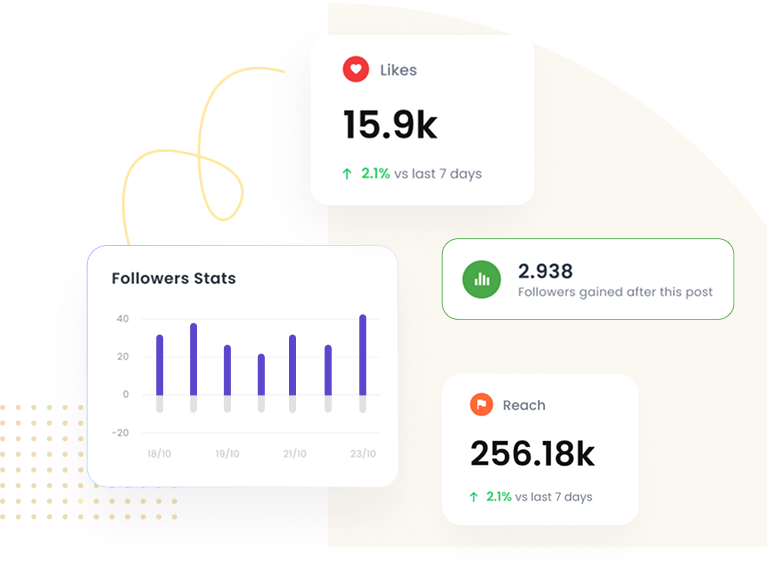 Likes
15.9k
2.1% vs last 7 days
Followers Stats
40
20
0
-20
18/10 19/10 21/10 23/10
2.938
Followers gained after this post
Reach
256.18k
2.1% vs last 7 days